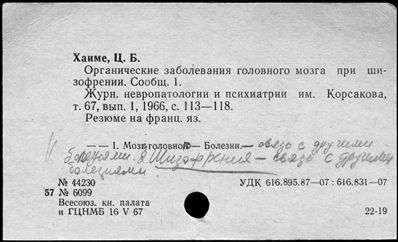 Хаиме, Ц. Б.
Органические заболевания головного мозга при ши-
зофрении. Сообщ. 1.
Журн. невропатологии и психиатрии им. Корсакова,
т. 67, вып. 1, 1966, с. 113—118.
Резюме на франц. яз.
— — 1. Мозг головной — Болезни. — связь с другими
болезнями. 2. Шизофрения — связь с другими
болезнями
№ 44230
57 № 6099
УДК 616.895.87—07 : 616.831—07
Всесоюз. кн. палата
и ГЦНМБ 16 V 67
22-19